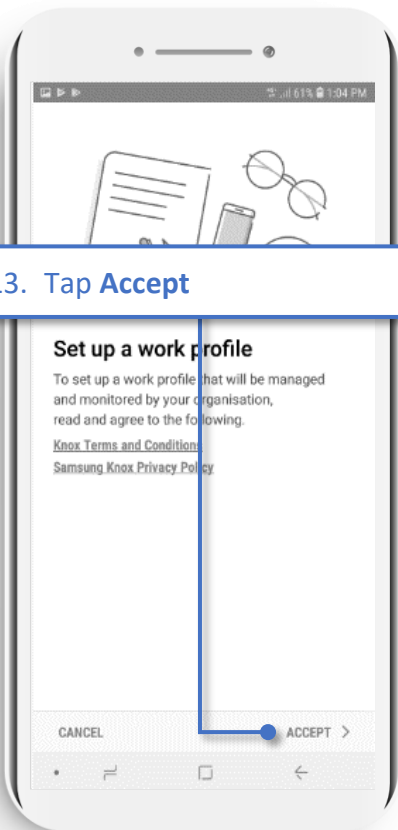 61% 1:04 PM
3. Tap Accept
Set up a work profile
To set up a work profile that will be managed
and monitored by your organisation,
read and agree to the following.
Knox Terms and Conditions
Samsung Knox Privacy Policy
CANCEL ACCEPT >